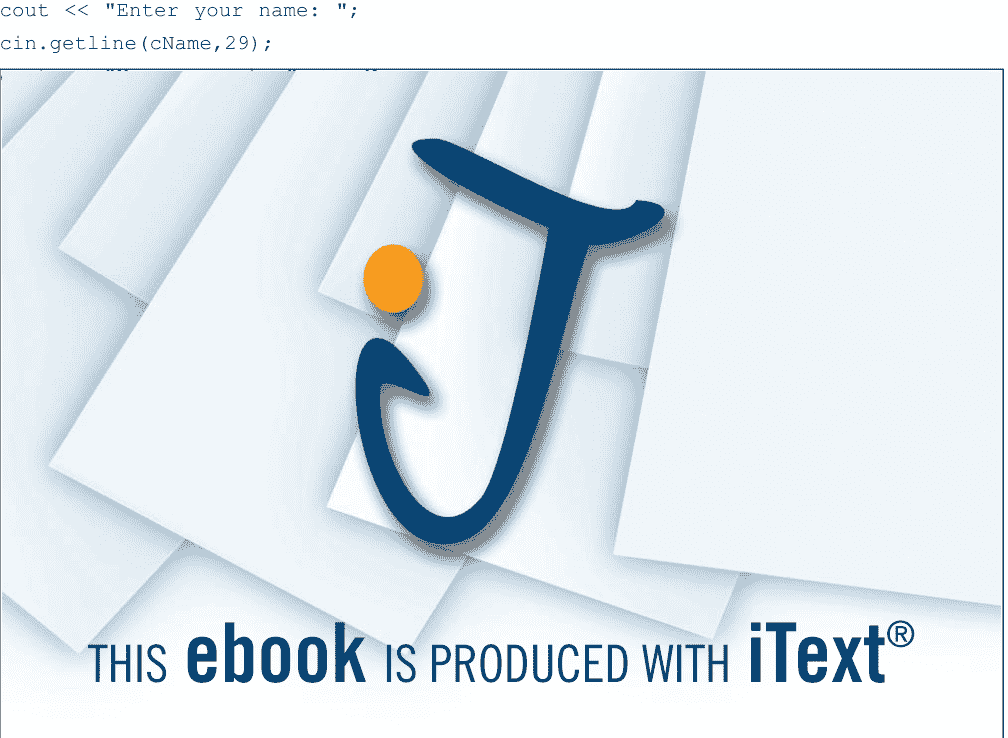 cout << "Enter your name: ";
cin.getline(cName,29);
THIS ebook IS PRODUCED WITH iText®